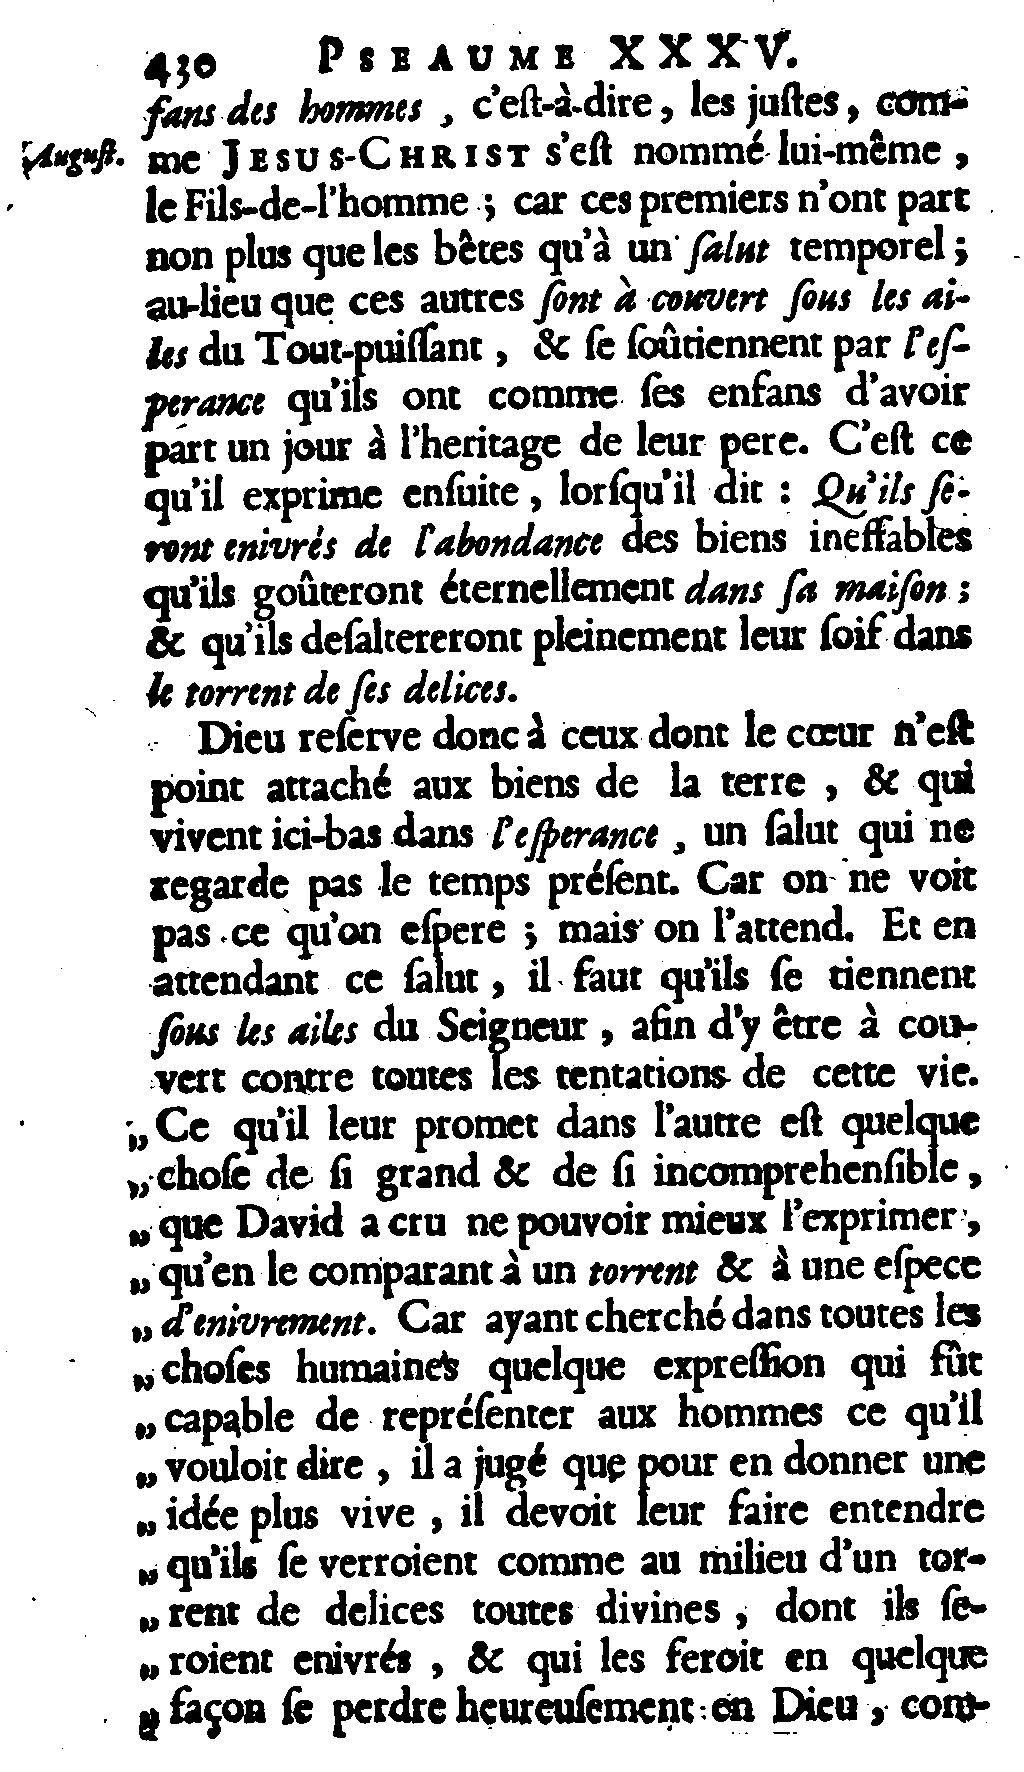 430 PSEAUME XXXV.
fans des hommes, c'eſt-à-dire, les juſtes, com-
Auguſt. me JESUS-CHRIST s'eſt nommé lui-même,
le Fils-de-l'homme ; car ces premiers n'ont part
non plus que les bêtes qu'à un ſalut temporel ;
au-lieu que ces autres ſont à couvert ſous les ai-
les du Tout-puiſſant, & ſe ſoûtiennent par l'eſ-
perance qu'ils ont comme ſes enfans d'avoir
part un jour à l'heritage de leur pere. C'eſt ce
qu'il exprime enſuite, lorſqu'il dit : Qu'ils ſe-
ront enivrés de l'abondance des biens ineffables
qu'ils goûteront éternellement dans ſa maiſon ;
& qu'ils deſaltereront pleinement leur ſoif dans
le torrent de ſes delices.
Dieu reſerve donc à ceux dont le cœur n'eſt
point attaché aux biens de la terre, & qui
vivent ici-bas dans l'eſperance, un ſalut qui ne
regarde pas le temps préſent. Car on ne voit
pas ce qu'on eſpere ; mais on l'attend. Et en
attendant ce ſalut, il faut qu'ils ſe tiennent
ſous les ailes du Seigneur, afin d'y être à cou-
vert contre toutes les tentations de cette vie.
„ Ce qu'il leur promet dans l'autre eſt quelque
„ choſe de ſi grand & de ſi incomprehenſible,
„ que David a cru ne pouvoir mieux l'exprimer,
„ qu'en le comparant à un torrent & à une eſpece
„ d'enivrement. Car ayant cherché dans toutes les
„ choſes humaines quelque expreſſion qui fût
„ capable de repréſenter aux hommes ce qu'il
„ vouloit dire, il a jugé que pour en donner une
„ idée plus vive, il devoit leur faire entendre
„ qu'ils ſe verroient comme au milieu d'un tor-
„ rent de delices toutes divines, dont ils ſe-
„ roient enivrés, & qui les feroit en quelque
„ façon ſe perdre heureuſement en Dieu, com-